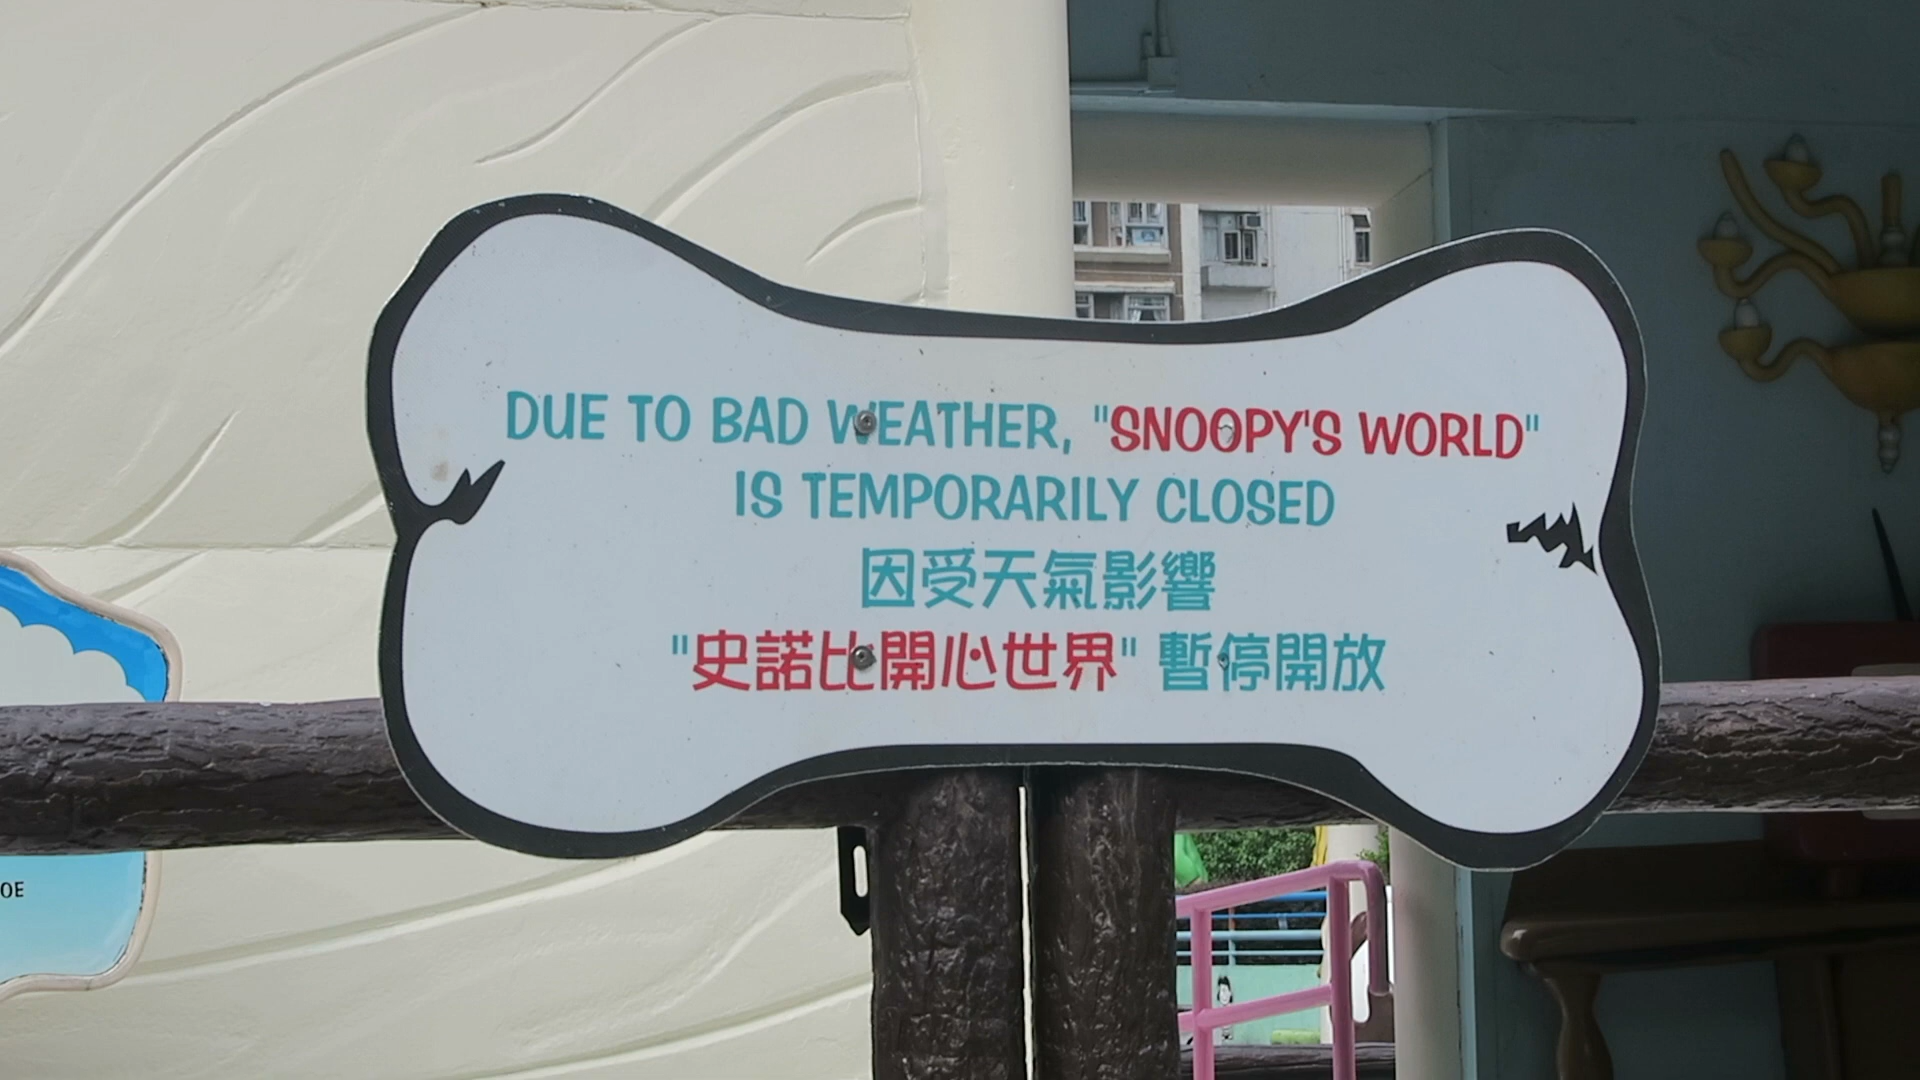 DUE TO BAD WEATHER, "SNOOPY'S WORLD"
IS TEMPORARILY CLOSED
因受天氣影響
"史諾比開心世界" 暫停開放
OE